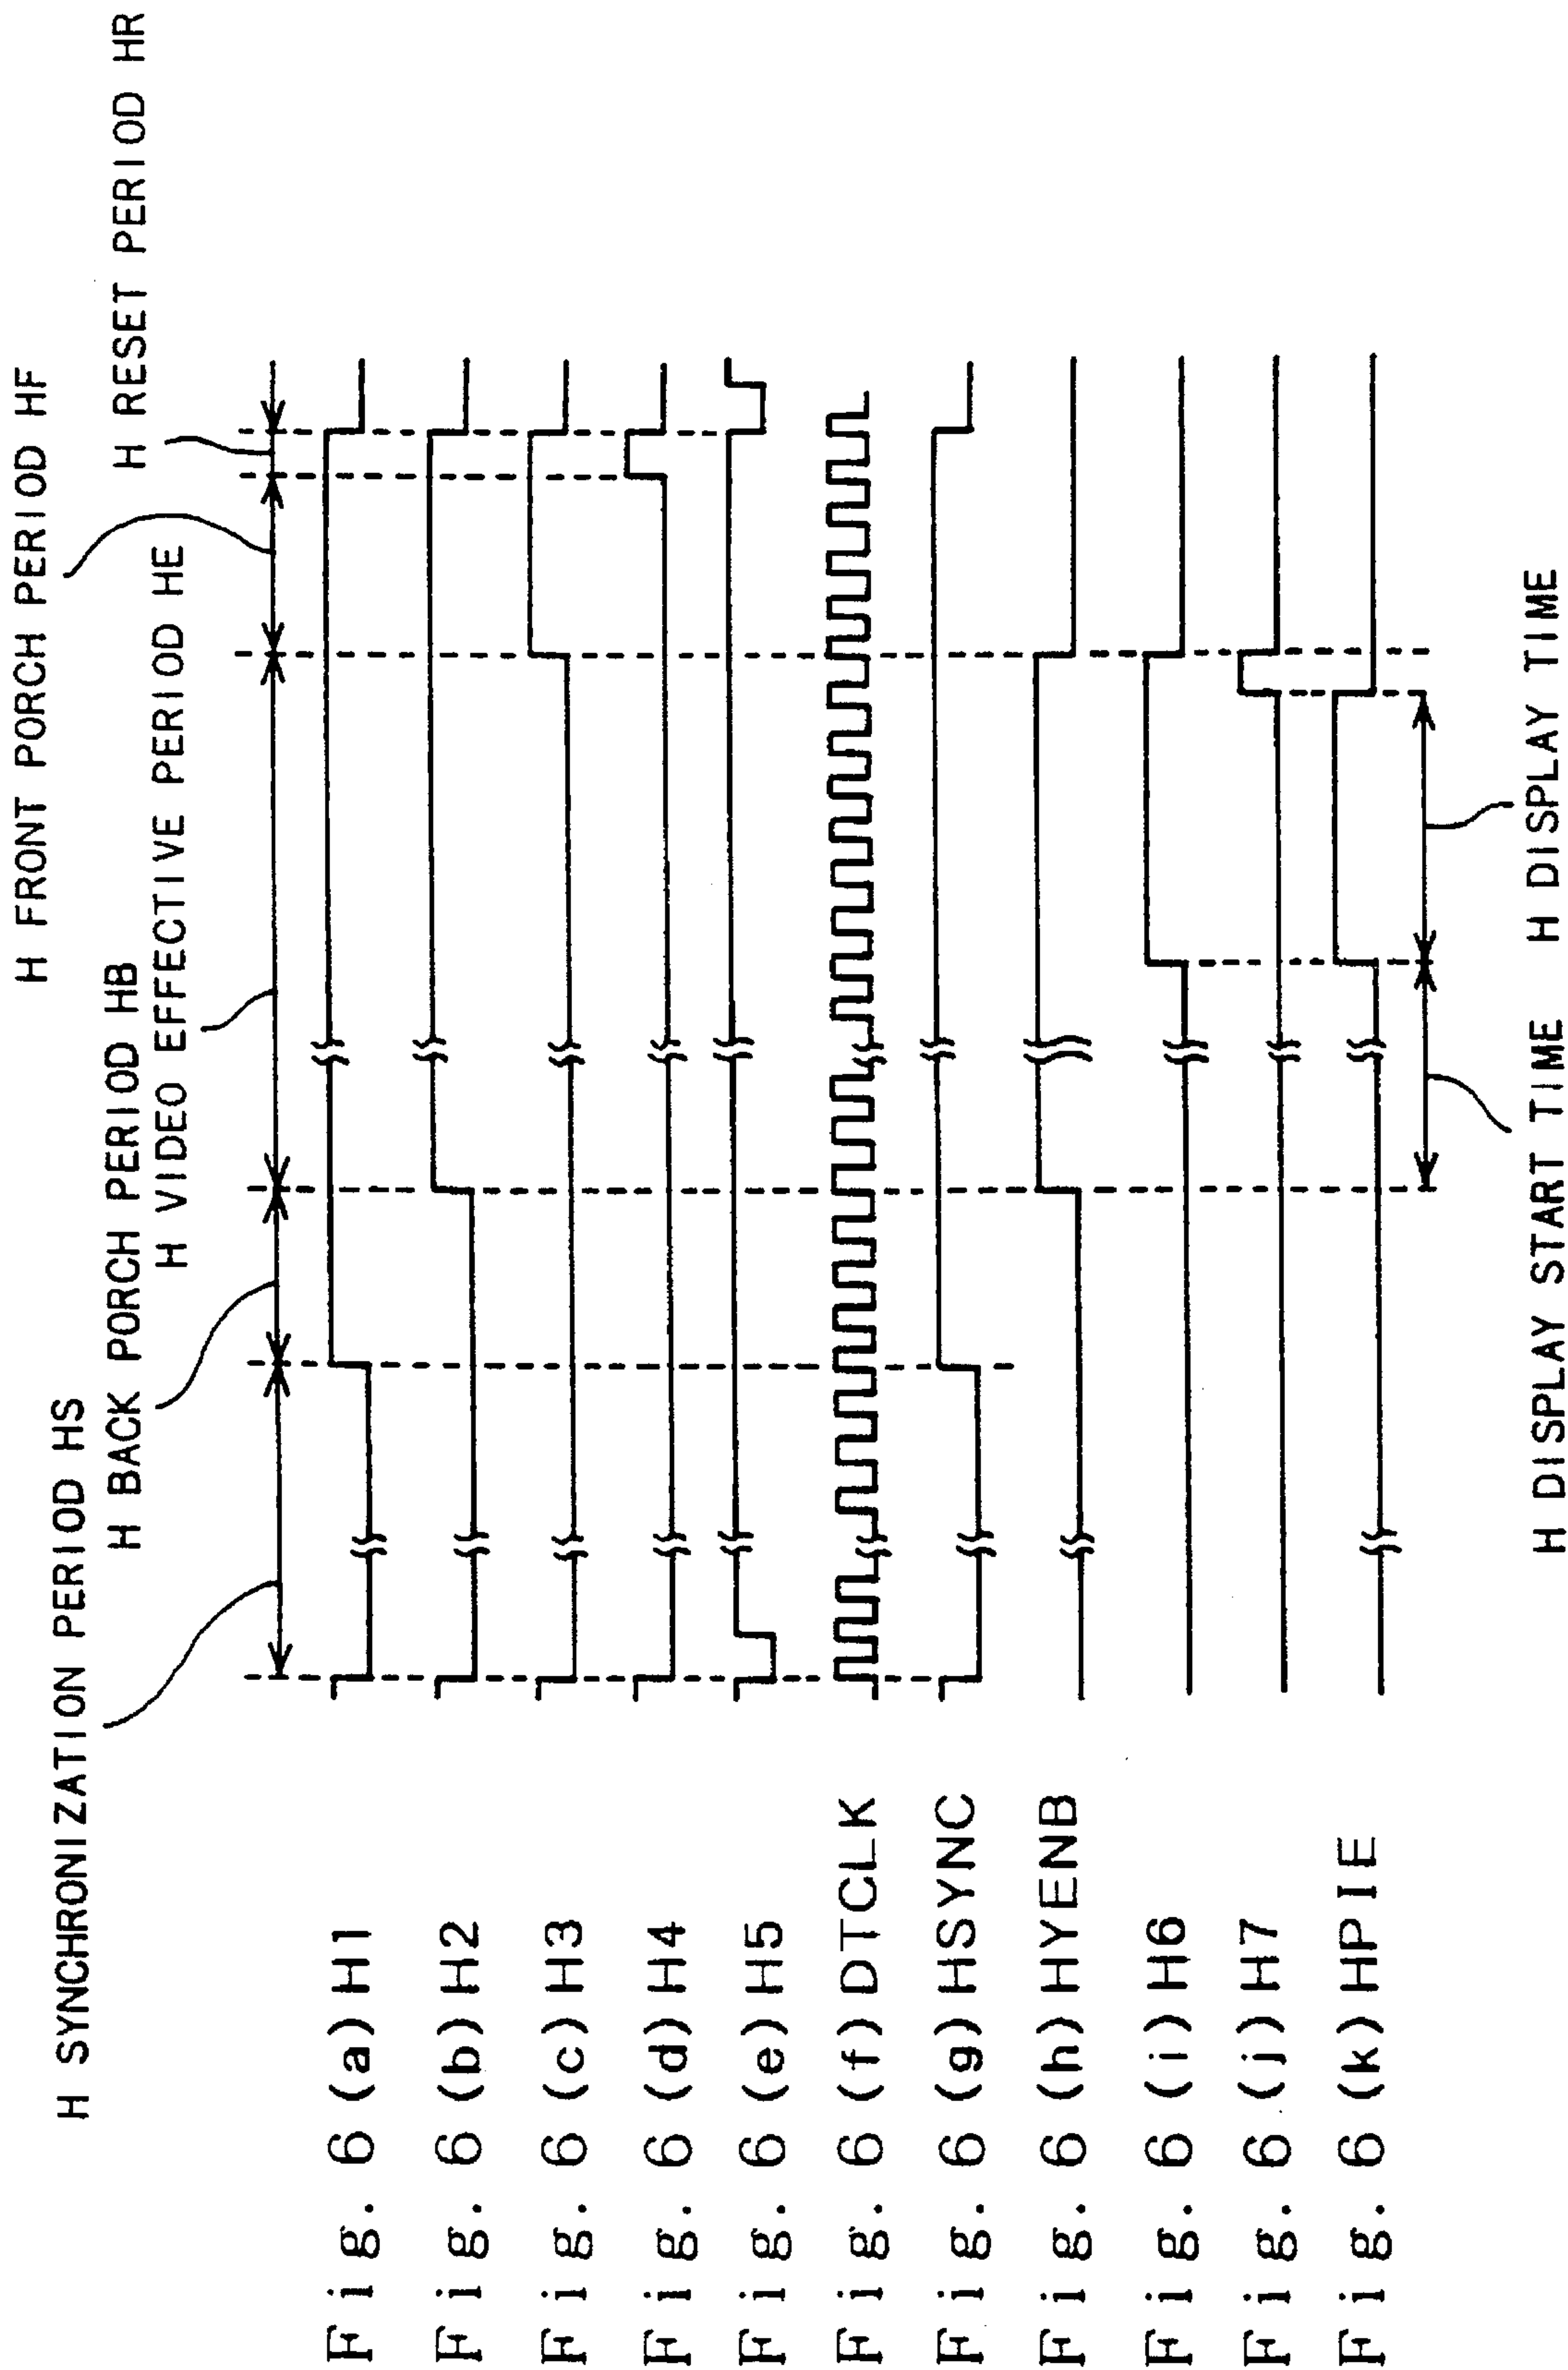 H FRONT PORCH PERIOD HF
H SYNCHRONIZATION PERIOD HS
H BACK PORCH PERIOD HB
H RESET PERIOD HR
H VIDEO EFFECTIVE PERIOD HE
Fig. 6 (a) H1
Fig. 6 (b) H2
Fig. 6 (c) H3
Fig. 6 (d) H4
Fig. 6 (e) H5
Fig. 6 (f) DTCLK
Fig. 6 (g) HSYNC
Fig. 6 (h) HYENB
Fig. 6 (i) H6
Fig. 6 (j) H7
Fig. 6 (k) HPIE
H DISPLAY START TIME
H DISPLAY TIME